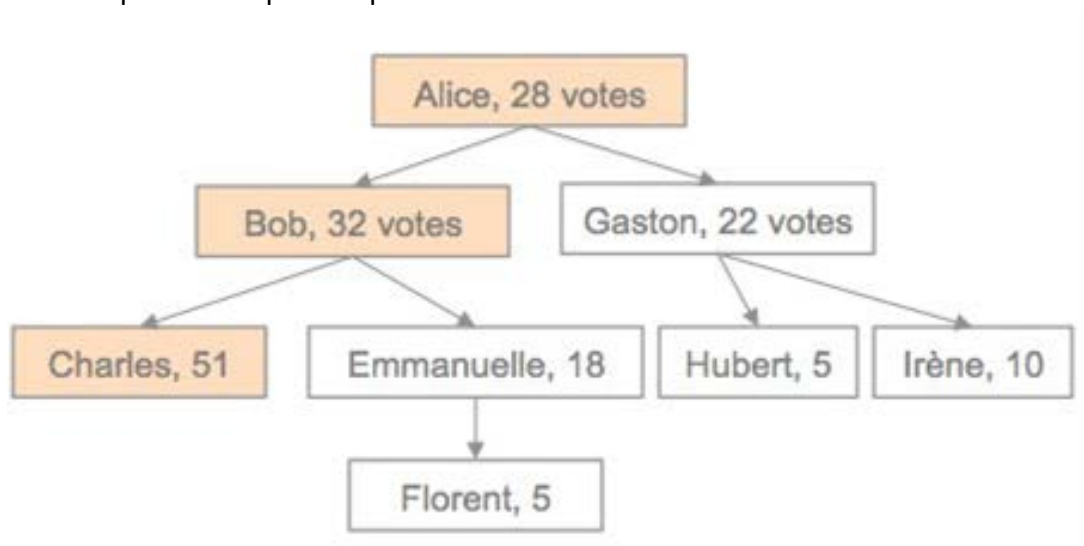 Alice, 28 votes
Bob, 32 votes
Gaston, 22 votes
Charles, 51
Emmanuelle, 18
Hubert, 5
Irène, 10
Florent, 5